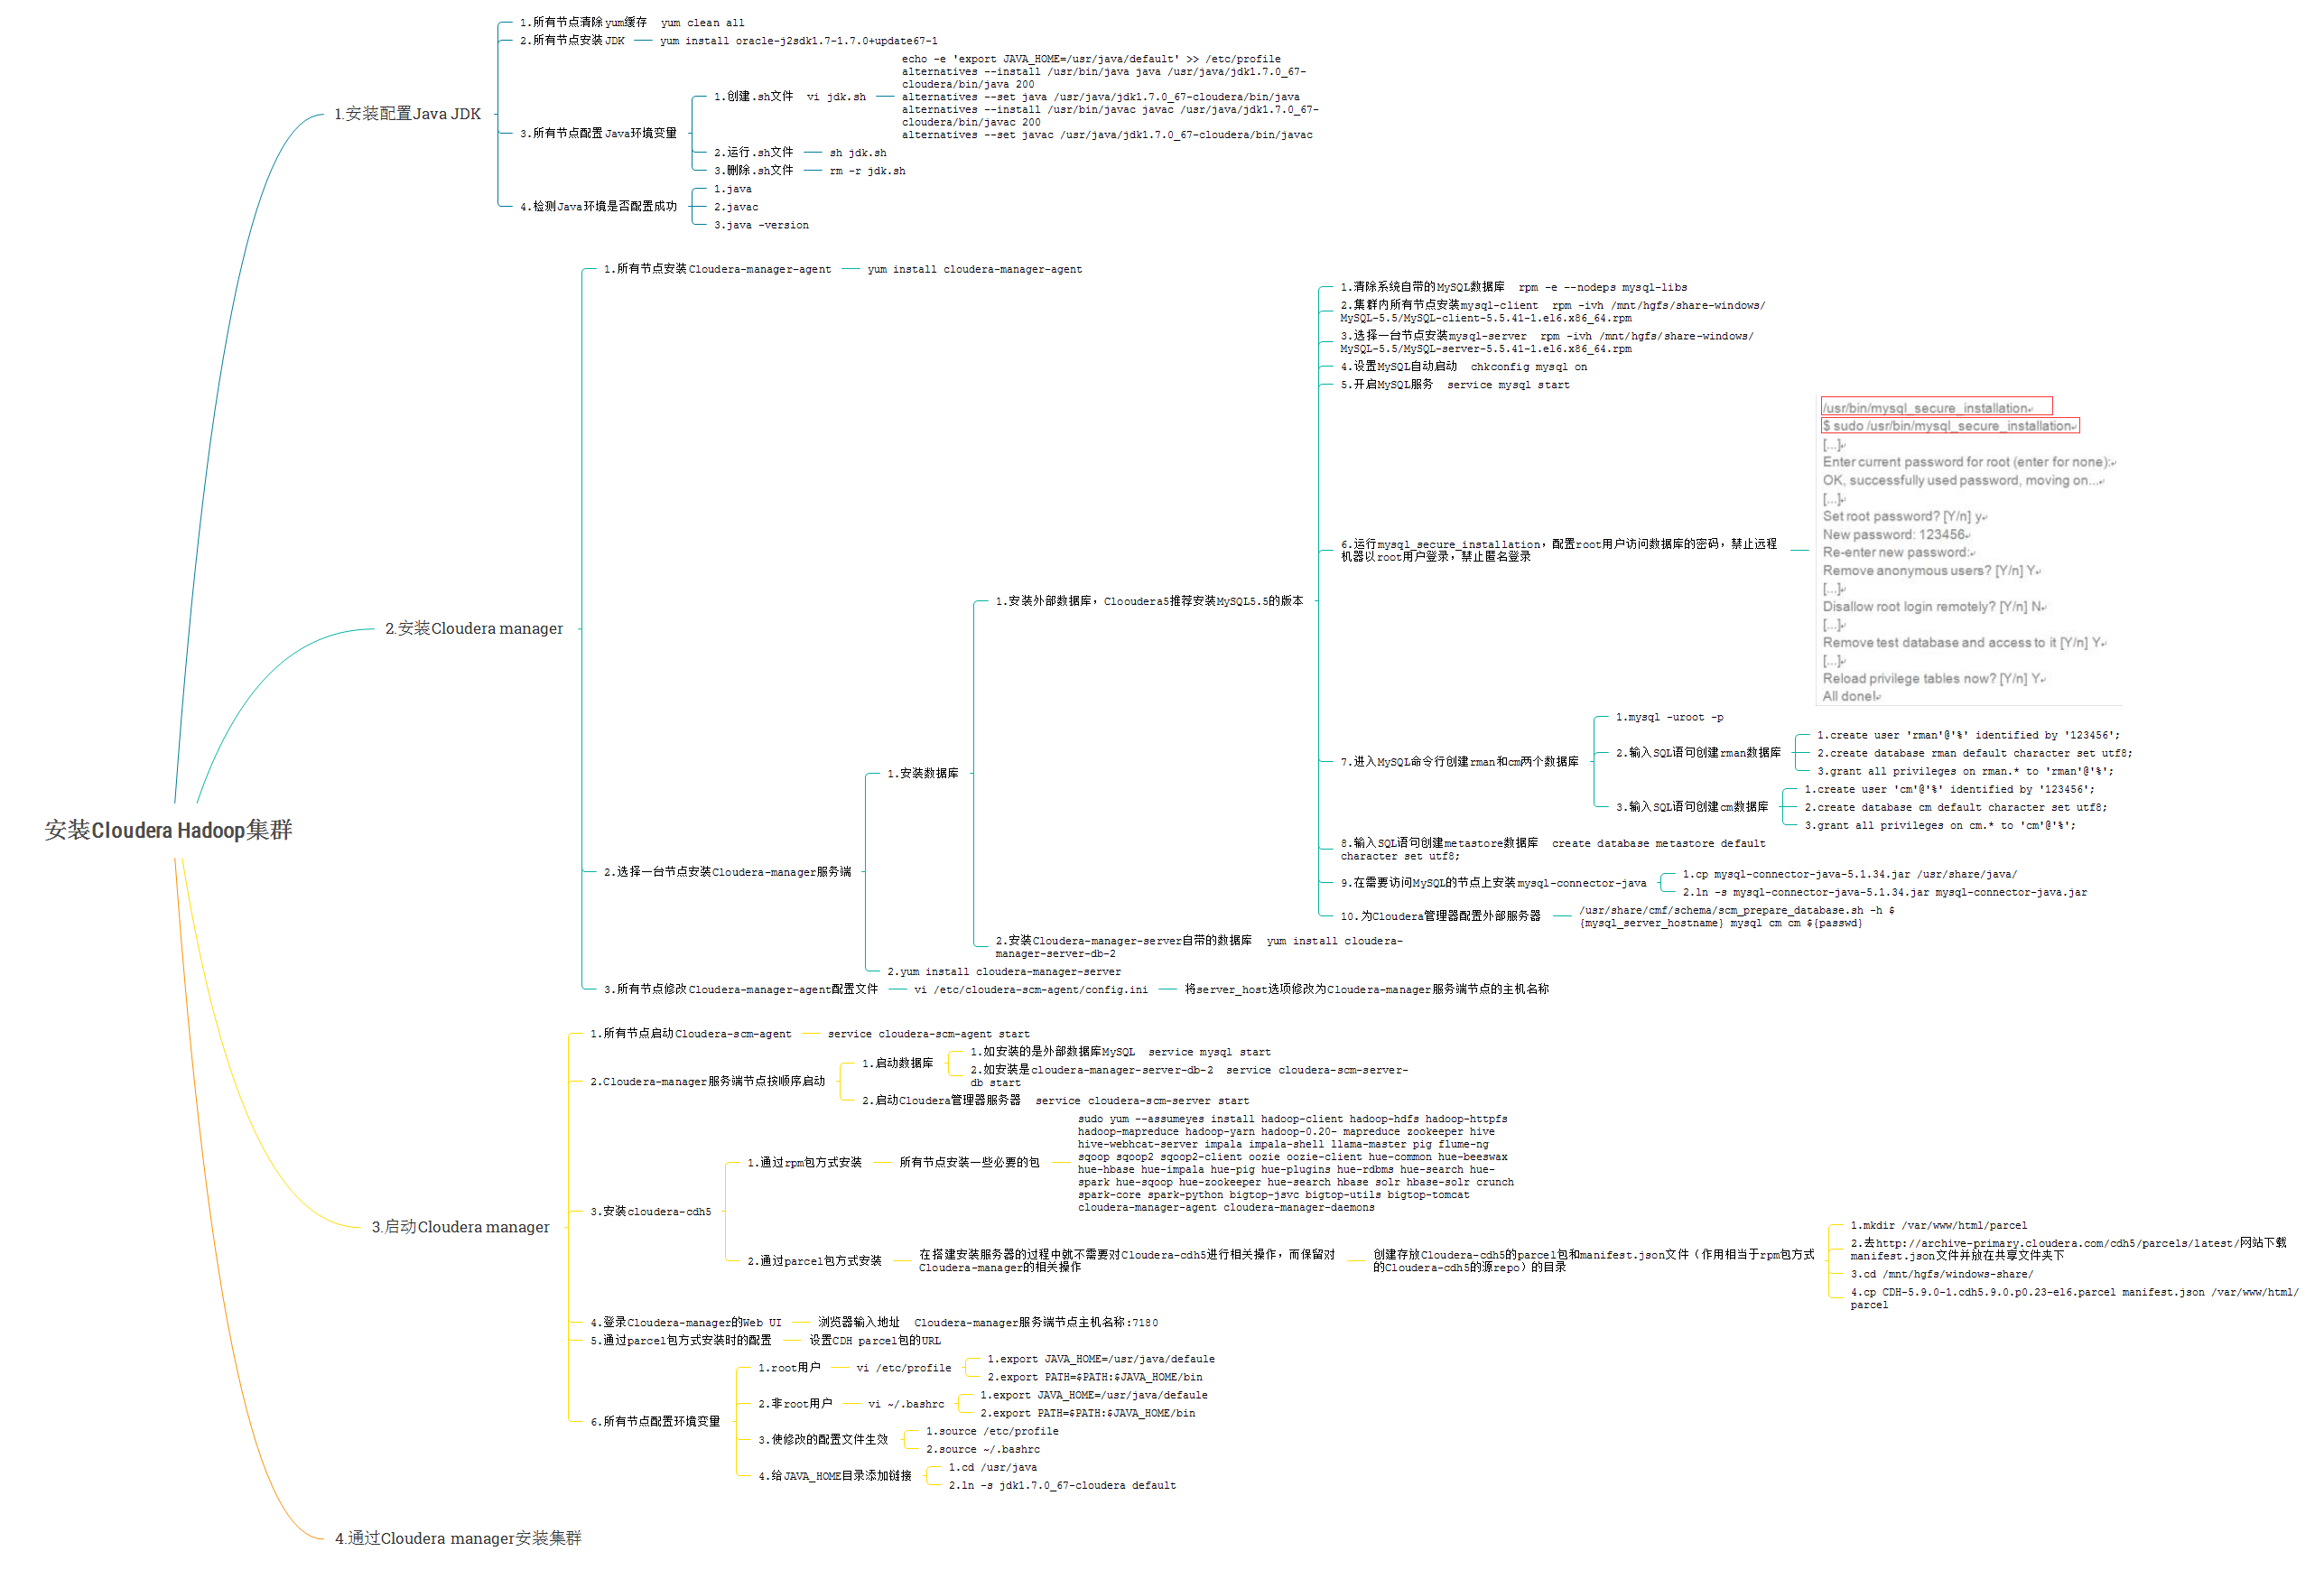 安装Cloudera Hadoop集群
1.安装配置Java JDK
1.所有节点清除yum缓存 yum clean all
2.所有节点安装JDK
yum install oracle-j2sdk1.7-1.7.0+update67-1
3.所有节点配置Java环境变量
1.创建.sh文件 vi jdk.sh
echo -e 'export JAVA_HOME=/usr/java/default' >> /etc/profile
alternatives --install /usr/bin/java java /usr/java/jdk1.7.0_67-
cloudera/bin/java 200
alternatives --set java /usr/java/jdk1.7.0_67-cloudera/bin/java
alternatives --install /usr/bin/javac javac /usr/java/jdk1.7.0_67-
cloudera/bin/javac 200
alternatives --set javac /usr/java/jdk1.7.0_67-cloudera/bin/javac
2.运行.sh文件
sh jdk.sh
3.删除.sh文件
rm -r jdk.sh
4.检测Java环境是否配置成功
1.java
2.javac
3.java -version
2.安装Cloudera manager
1.所有节点安装Cloudera-manager-agent
yum install cloudera-manager-agent
2.选择一台节点安装Cloudera-manager服务端
1.安装数据库
1.安装外部数据库，Clooudera5推荐安装MySQL5.5的版本
1.清除系统自带的MySQL数据库 rpm -e --nodeps mysql-libs
2.集群内所有节点安装mysql-client rpm -ivh /mnt/hgfs/share-windows/
MySQL-5.5/MySQL-client-5.5.41-1.el6.x86_64.rpm
3.选择一台节点安装mysql-server rpm -ivh /mnt/hgfs/share-windows/
MySQL-5.5/MySQL-server-5.5.41-1.el6.x86_64.rpm
4.设置MySQL自动启动 chkconfig mysql on
5.开启MySQL服务 service mysql start
6.运行mysql_secure_installation，配置root用户访问数据库的密码，禁止远程
机器以root用户登录，禁止匿名登录
/usr/bin/mysql_secure_installation
$ sudo /usr/bin/mysql_secure_installation
[...]
Enter current password for root (enter for none):
OK, successfully used password, moving on...
[...]
Set root password? [Y/n] y
New password: 123456
Re-enter new password:
Remove anonymous users? [Y/n] Y
[...]
Disallow root login remotely? [Y/n] N
[...]
Remove test database and access to it [Y/n] Y
[...]
Reload privilege tables now? [Y/n] Y
All done!
7.进入MySQL命令行创建rman和cm两个数据库
1.mysql -uroot -p
2.输入SQL语句创建rman数据库
1.create user 'rman'@'%' identified by '123456';
2.create database rman default character set utf8;
3.grant all privileges on rman.* to 'rman'@'%';
3.输入SQL语句创建cm数据库
1.create user 'cm'@'%' identified by '123456';
2.create database cm default character set utf8;
3.grant all privileges on cm.* to 'cm'@'%';
8.输入SQL语句创建metastore数据库 create database metastore default
character set utf8;
9.在需要访问MySQL的节点上安装mysql-connector-java
1.cp mysql-connector-java-5.1.34.jar /usr/share/java/
2.ln -s mysql-connector-java-5.1.34.jar mysql-connector-java.jar
10.为Cloudera管理器配置外部服务器
/usr/share/cmf/schema/scm_prepare_database.sh -h $
{mysql_server_hostname} mysql cm cm ${passwd}
2.安装Cloudera-manager-server自带的数据库 yum install cloudera-
manager-server-db-2
2.yum install cloudera-manager-server
3.所有节点修改Cloudera-manager-agent配置文件
vi /etc/cloudera-scm-agent/config.ini
将server_host选项修改为Cloudera-manager服务端节点的主机名称
3.启动Cloudera manager
1.所有节点启动Cloudera-scm-agent
service cloudera-scm-agent start
2.Cloudera-manager服务端节点按顺序启动
1.启动数据库
1.如安装的是外部数据库MySQL service mysql start
2.如安装是cloudera-manager-server-db-2 service cloudera-scm-server-
db start
2.启动Cloudera管理器服务器 service cloudera-scm-server start
3.安装cloudera-cdh5
1.通过rpm包方式安装
所有节点安装一些必要的包
sudo yum --assumeyes install hadoop-client hadoop-hdfs hadoop-httpfs
hadoop-mapreduce hadoop-yarn hadoop-0.20- mapreduce zookeeper hive
hive-webhcat-server impala impala-shell llama-master pig flume-ng
sqoop sqoop2 sqoop2-client oozie oozie-client hue-common hue-beeswax
hue-hbase hue-impala hue-pig hue-plugins hue-rdbms hue-search hue-
spark hue-sqoop hue-zookeeper hue-search hbase solr hbase-solr crunch
spark-core spark-python bigtop-jsvc bigtop-utils bigtop-tomcat
cloudera-manager-agent cloudera-manager-daemons
2.通过parcel包方式安装
在搭建安装服务器的过程中就不需要对Cloudera-cdh5进行相关操作，而保留对
Cloudera-manager的相关操作
创建存放Cloudera-cdh5的parcel包和manifest.json文件（作用相当于rpm包方式
的Cloudera-cdh5的源repo）的目录
1.mkdir /var/www/html/parcel
2.去http://archive-primary.cloudera.com/cdh5/parcels/latest/网站下载
manifest.json文件并放在共享文件夹下
3.cd /mnt/hgfs/windows-share/
4.cp CDH-5.9.0-1.cdh5.9.0.p0.23-el6.parcel manifest.json /var/www/html/
parcel
4.登录Cloudera-manager的Web UI
浏览器输入地址 Cloudera-manager服务端节点主机名称:7180
5.通过parcel包方式安装时的配置
设置CDH parcel包的URL
6.所有节点配置环境变量
1.root用户
vi /etc/profile
1.export JAVA_HOME=/usr/java/defaule
2.export PATH=$PATH:$JAVA_HOME/bin
2.非root用户
vi ~/.bashrc
1.export JAVA_HOME=/usr/java/defaule
2.export PATH=$PATH:$JAVA_HOME/bin
3.使修改的配置文件生效
1.source /etc/profile
2.source ~/.bashrc
4.给JAVA_HOME目录添加链接
1.cd /usr/java
2.ln -s jdk1.7.0_67-cloudera default
4.通过Cloudera manager安装集群